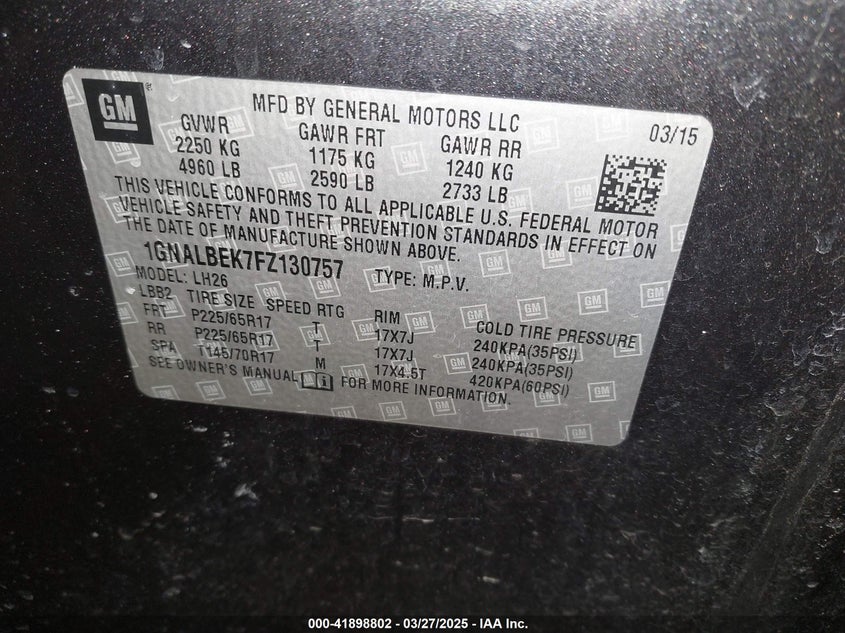 GM
MFD BY GENERAL MOTORS LLC 03/15
GVWR GAWR FRT GAWR RR
2250 KG 1175 KG 1240 KG
4960 LB 2590 LB 2733 LB
THIS VEHICLE CONFORMS TO ALL APPLICABLE U.S. FEDERAL MOTOR
VEHICLE SAFETY AND THEFT PREVENTION STANDARDS IN EFFECT ON
THE DATE OF MANUFACTURE SHOWN ABOVE.
1GNALBEK7FZ130757 TYPE: M.P.V.
MODEL: LH26
LBB2 TIRE SIZE SPEED RTG RIM COLD TIRE PRESSURE
FRT P225/65R17 T 17X7J 240KPA(35PSI)
RR P225/65R17 T 17X7J 240KPA(35PSI)
SPA T145/70R17 M 17X4.5T 420KPA(60PSI)
SEE OWNER'S MANUAL FOR MORE INFORMATION.
000-41898802 - 03/27/2025 - IAA Inc.